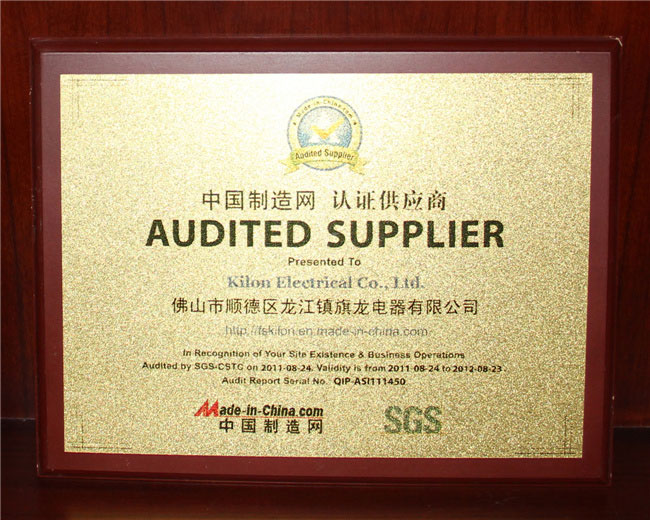 Made-in-China.com
Audited Supplier
中国制造网 认证供应商
AUDITED SUPPLIER
Presented To
Kilon Electrical Co., Ltd.
佛山市顺德区龙江镇旗龙电器有限公司
http://fskilon.en.made-in-china.com
In Recognition of Your Site Existence & Business Operations
Audited by SGS-CSTC on 2011-08-24. Validity is from 2011-08-24 to 2012-08-23.
Audit Report Serial No. QIP-ASI111450
Made-in-China.com
中国制造网
SGS